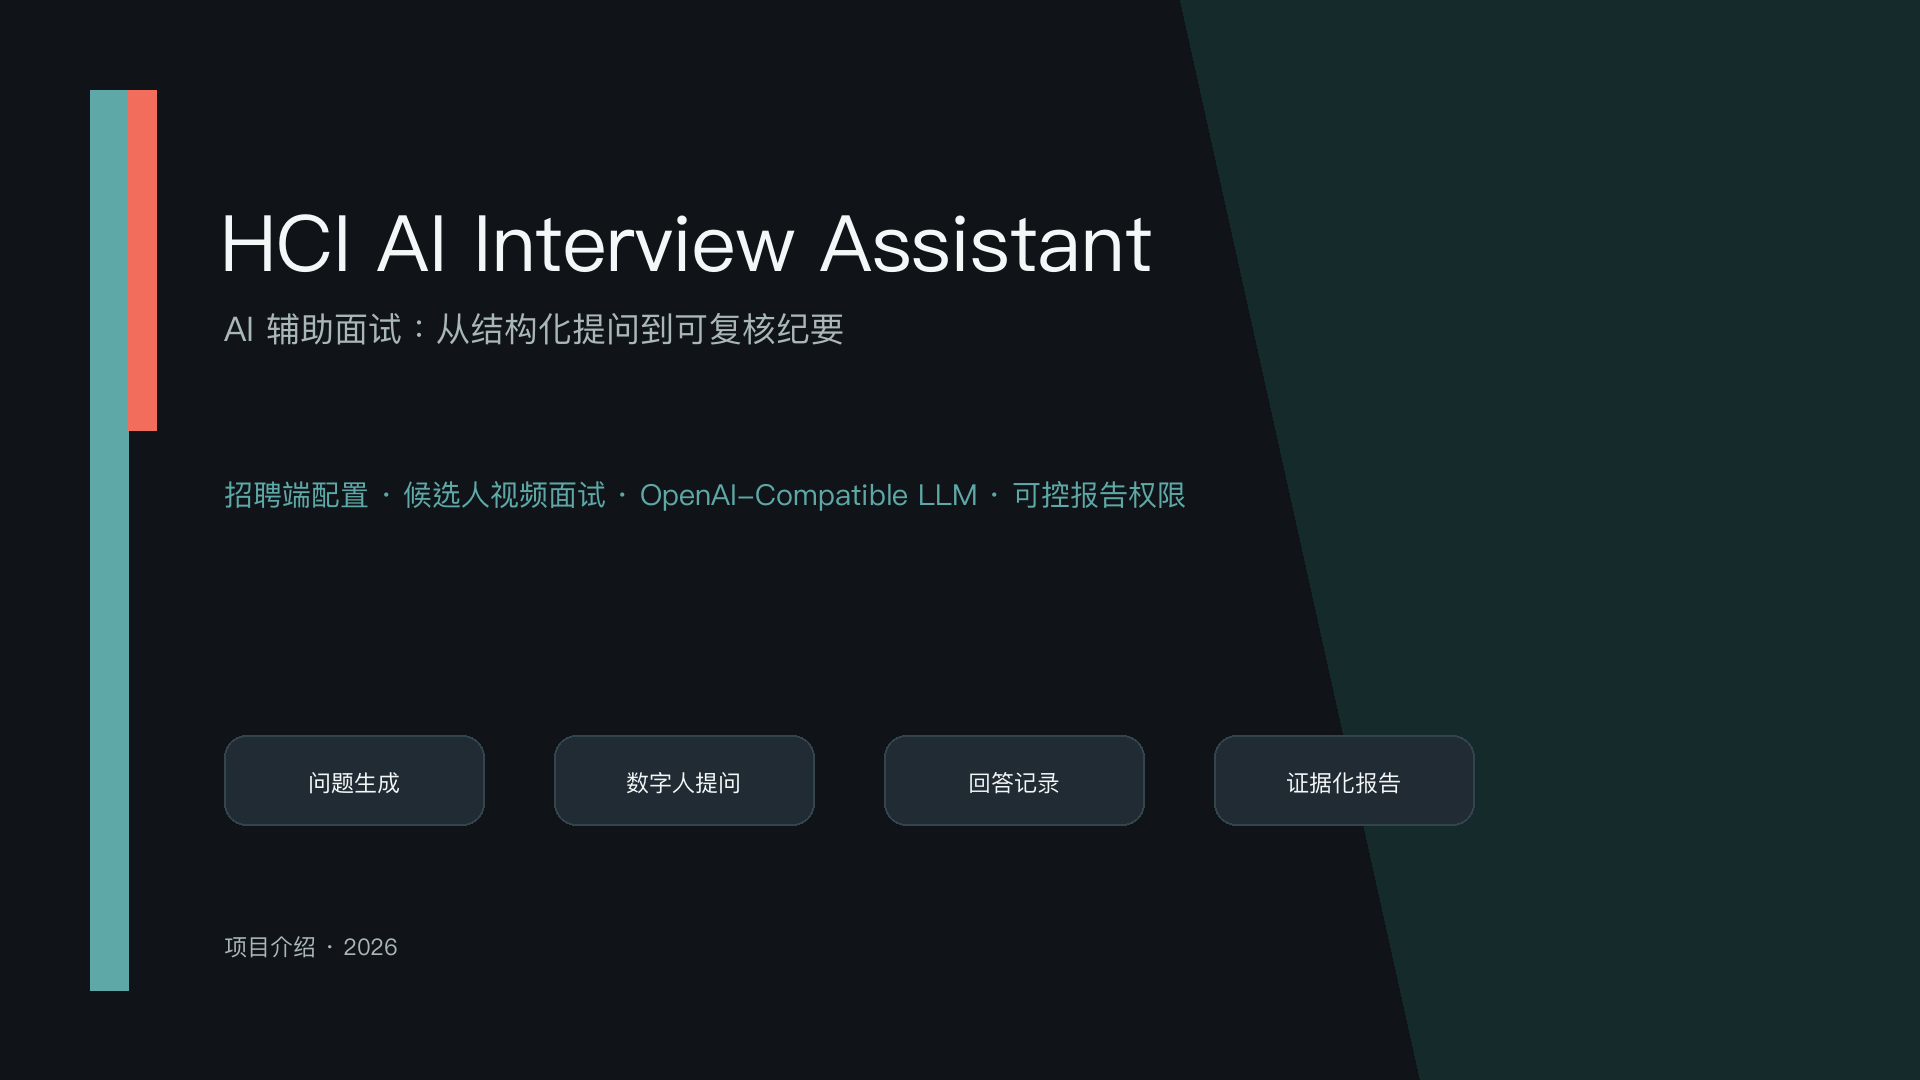 HCI AI Interview Assistant
AI 辅助面试：从结构化提问到可复核纪要
招聘端配置 · 候选人视频面试 · OpenAI-Compatible LLM · 可控报告权限
问题生成
数字人提问
回答记录
证据化报告
项目介绍 · 2026